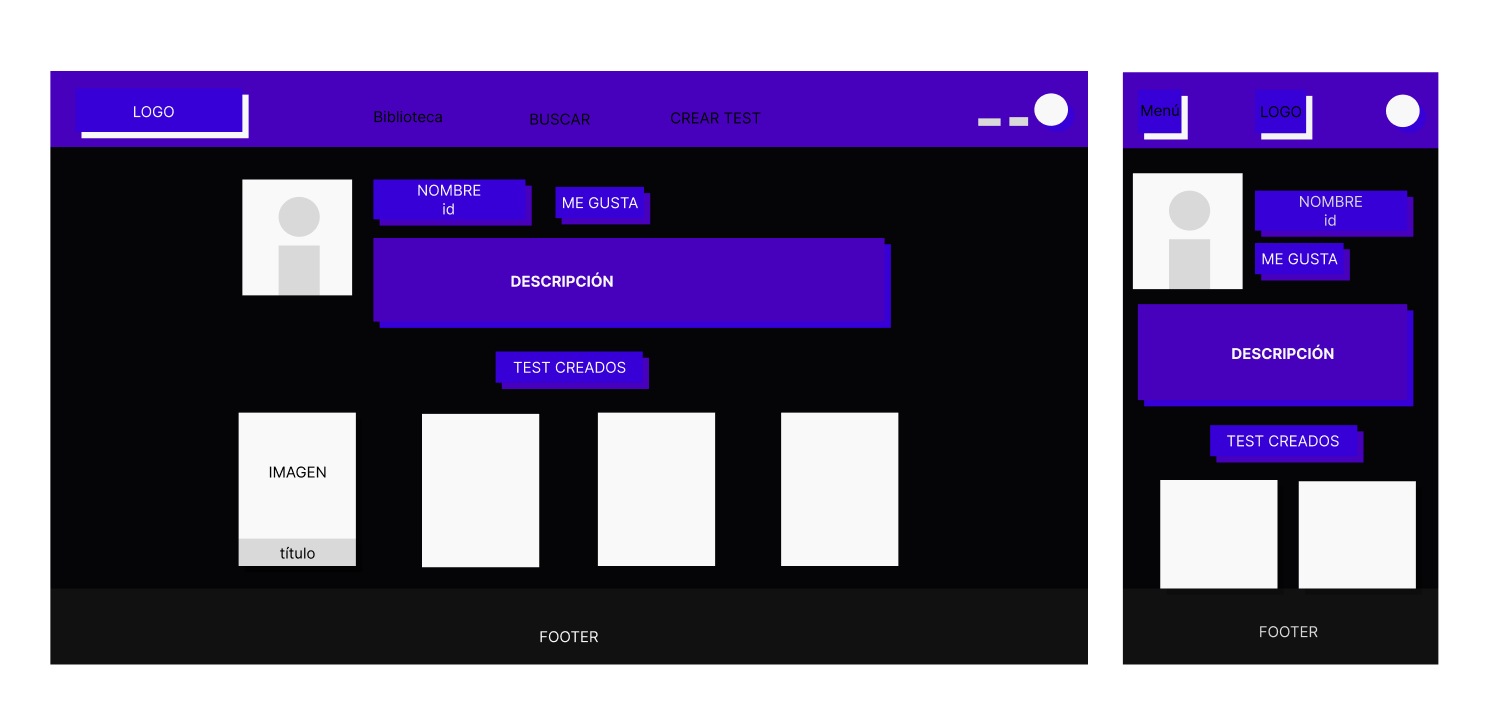 LOGO
Biblioteca
BUSCAR
CREAR TEST
NOMBRE
id
ME GUSTA
DESCRIPCIÓN
TEST CREADOS
IMAGEN
título
FOOTER
Menú
LOGO
NOMBRE
id
ME GUSTA
DESCRIPCIÓN
TEST CREADOS
FOOTER